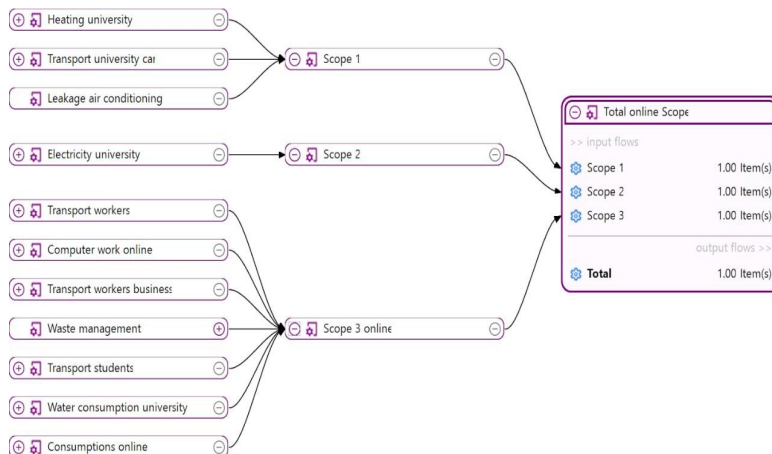 Heating university
Transport university car
Leakage air conditioning
Scope 1
Electricity university
Scope 2
Transport workers
Computer work online
Transport workers business
Waste management
Transport students
Water consumption university
Consumptions online
Scope 3 online
Total online Scope
>> input flows
Scope 1 1.00 Item(s)
Scope 2 1.00 Item(s)
Scope 3 1.00 Item(s)
output flows >>
Total 1.00 Item(s)